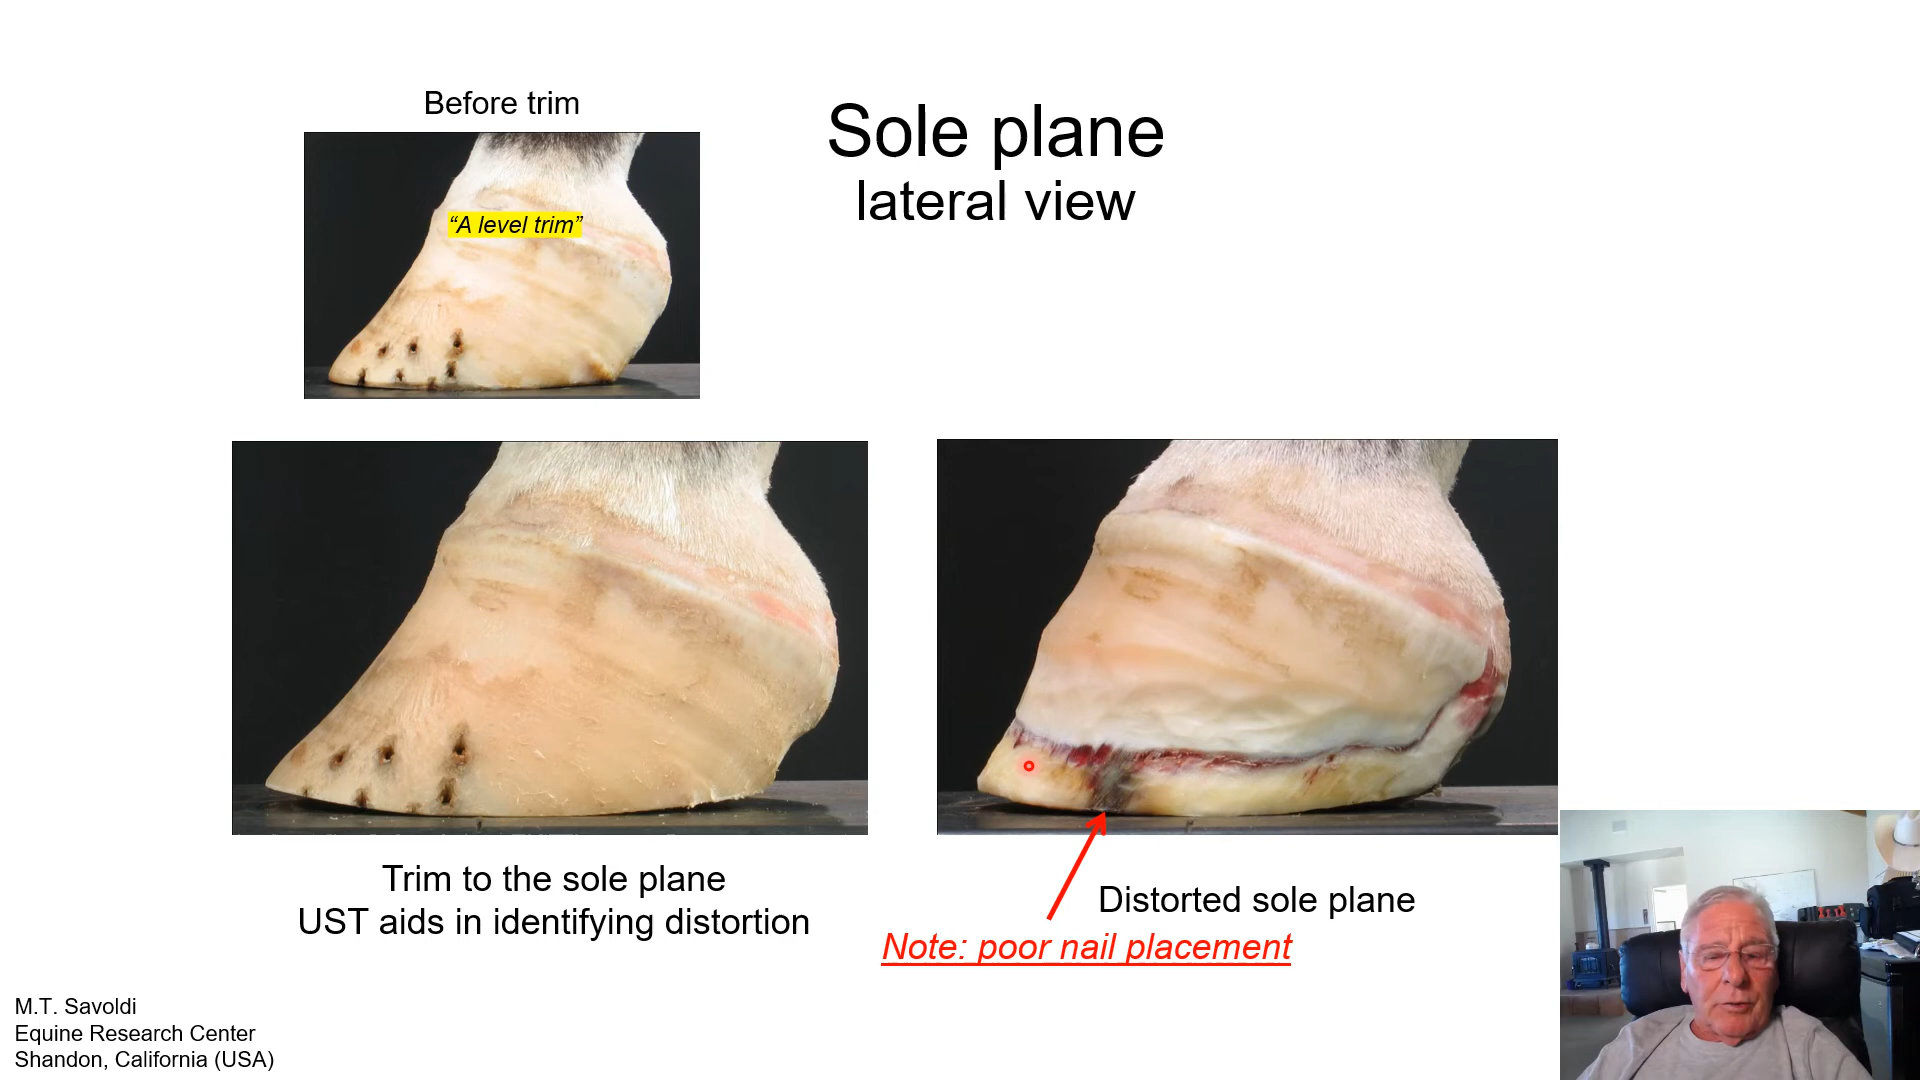 Before trim
Sole plane
lateral view
“A level trim”
Trim to the sole plane
UST aids in identifying distortion
Distorted sole plane
Note: poor nail placement
M.T. Savoldi
Equine Research Center
Shandon, California (USA)